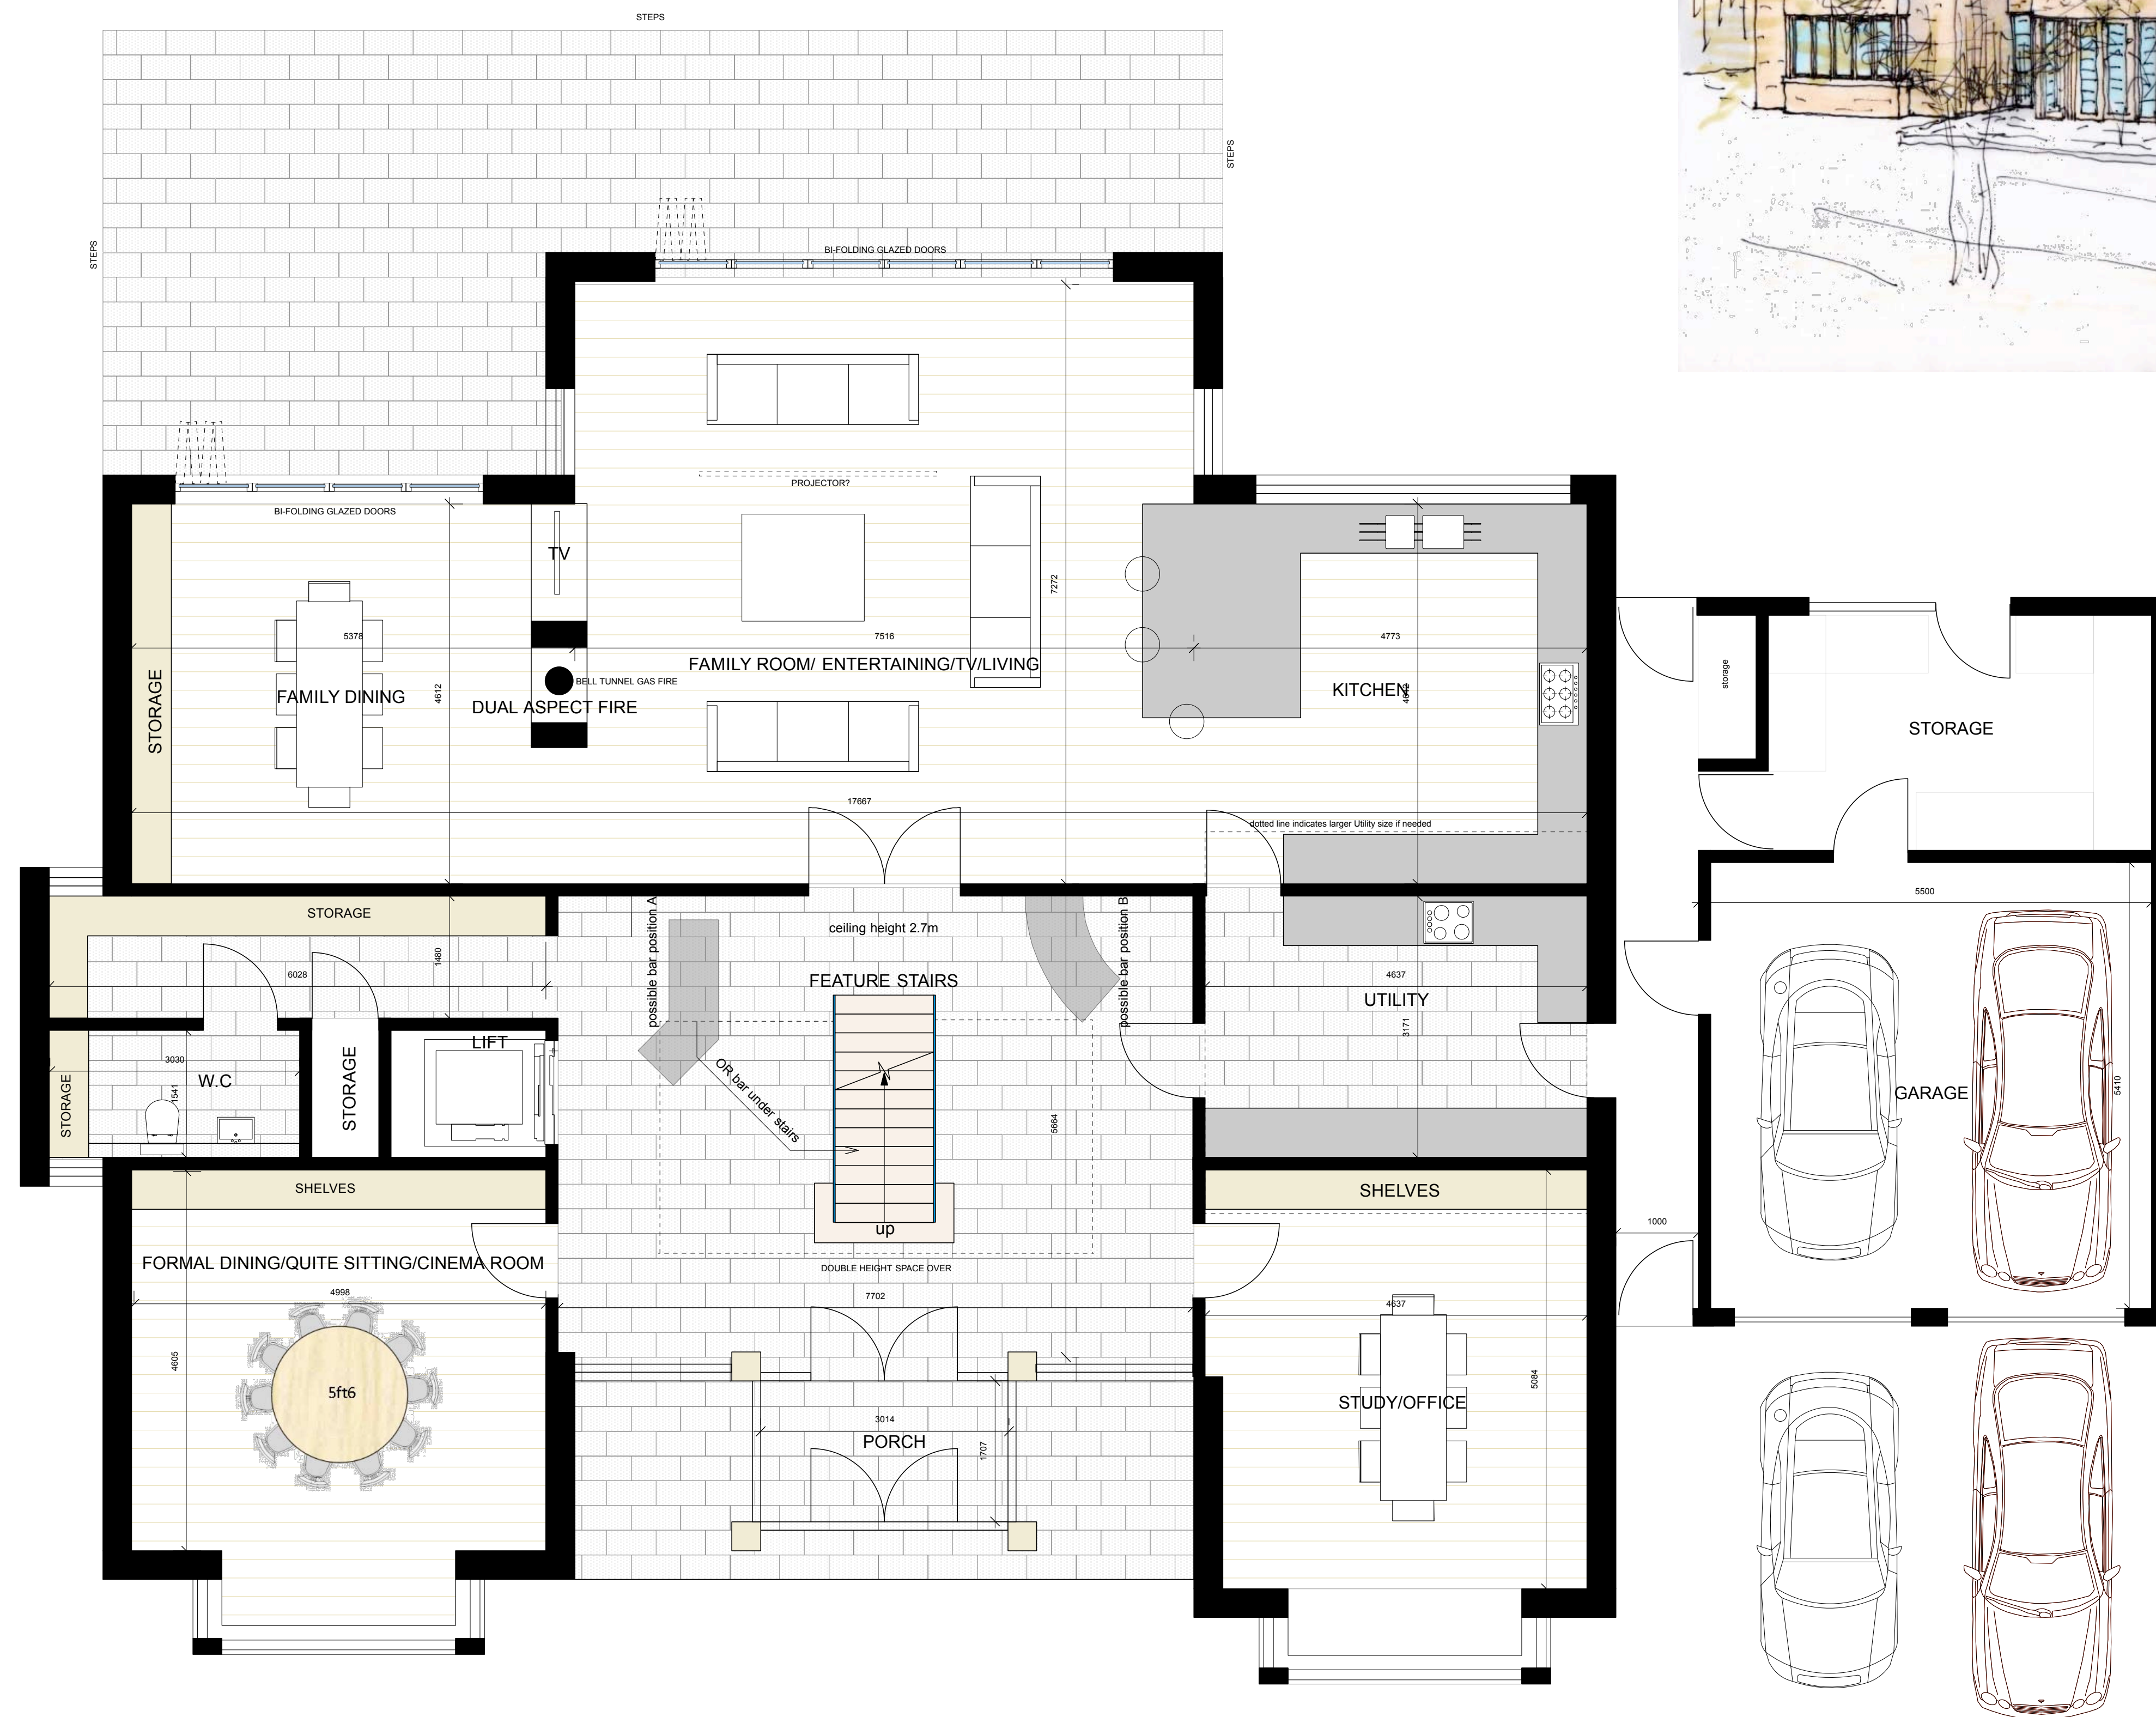 STEPS
STEPS
STEPS
BI-FOLDING GLAZED DOORS
PROJECTOR?
BI-FOLDING GLAZED DOORS
TV
7272
5378
7516
4773
FAMILY ROOM/ ENTERTAINING/TV/LIVING
BELL TUNNEL GAS FIRE
STORAGE
FAMILY DINING
4612
DUAL ASPECT FIRE
KITCHEN
storage
STORAGE
17667
dotted line indicates larger Utility size if needed
STORAGE
possible bar position A
ceiling height 2.7m
possible bar position B
5500
1480
6028
FEATURE STAIRS
4637
UTILITY
3171
LIFT
3030
W.C
1541
STORAGE
STORAGE
OR bar under stairs
5664
GARAGE
5410
SHELVES
SHELVES
up
1000
FORMAL DINING/QUITE SITTING/CINEMA ROOM
DOUBLE HEIGHT SPACE OVER
4998
7702
4637
4605
5ft6
5084
STUDY/OFFICE
3014
PORCH
1707